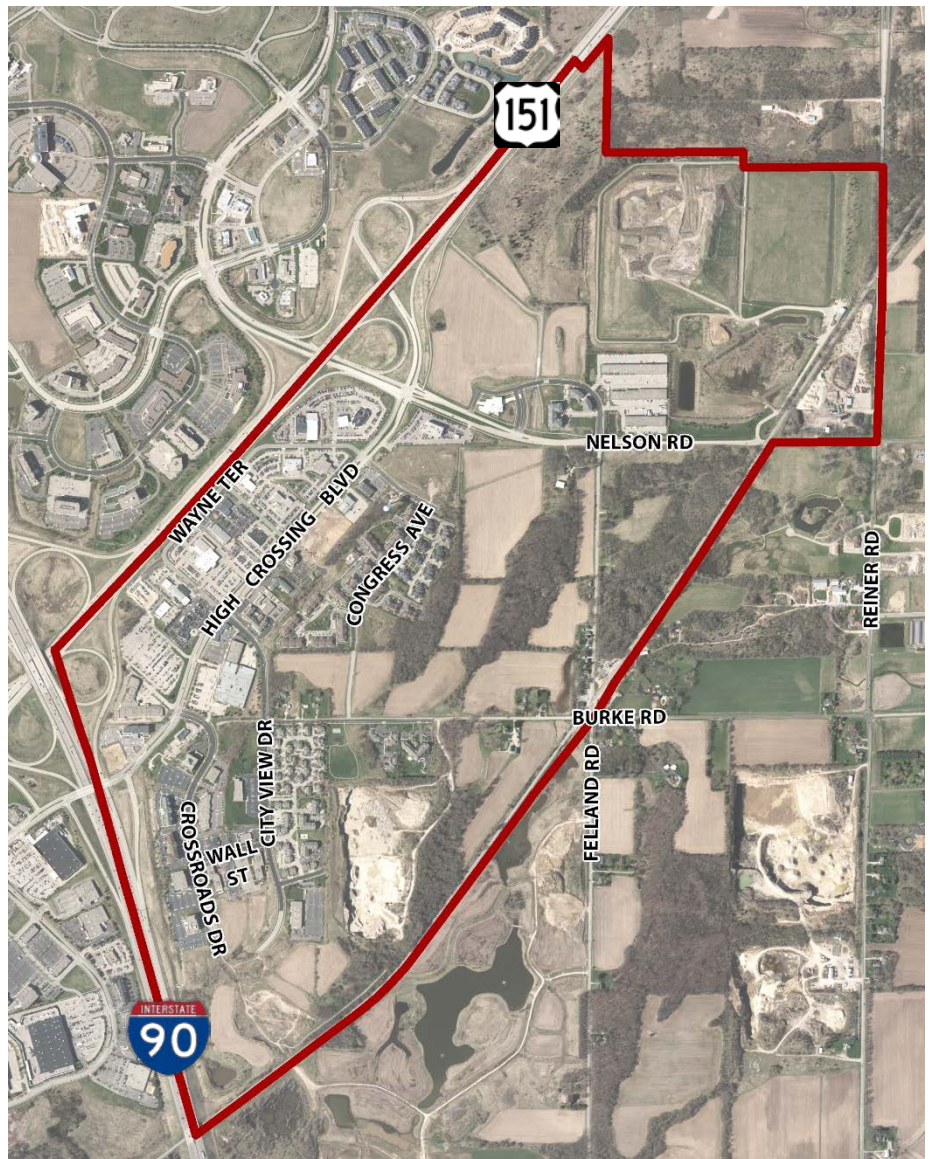 151
NELSON RD
WAYNE TER
HIGH CROSSING BLVD
CONGRESS AVE
REINER RD
BURKE RD
CITY VIEW DR
FELLAND RD
CROSSROADS DR
WALL
ST
INTERSTATE
90